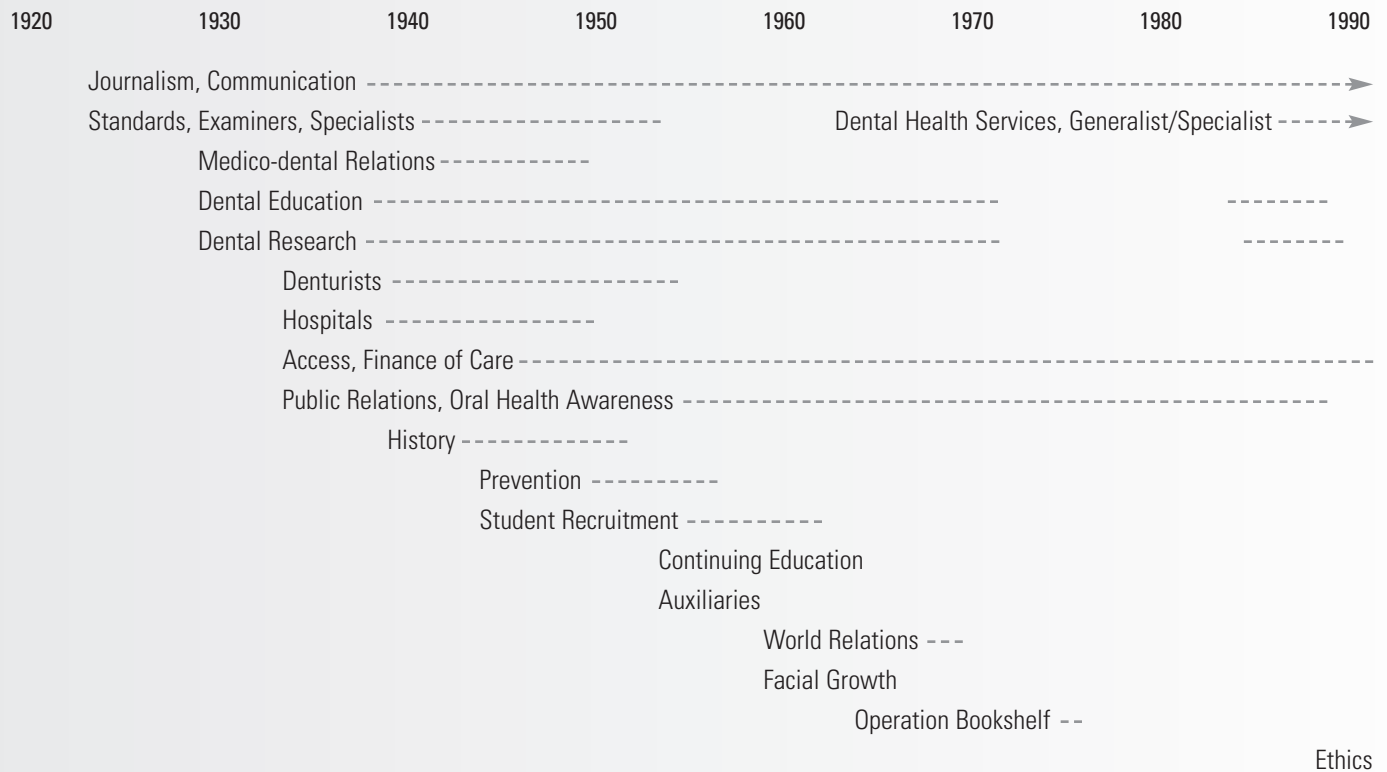 1920 1930 1940 1950 1960 1970 1980 1990
Journalism, Communication
Standards, Examiners, Specialists Dental Health Services, Generalist/Specialist
Medico-dental Relations
Dental Education
Dental Research
Denturists
Hospitals
Access, Finance of Care
Public Relations, Oral Health Awareness
History
Prevention
Student Recruitment
Continuing Education
Auxiliaries
World Relations
Facial Growth
Operation Bookshelf
Ethics